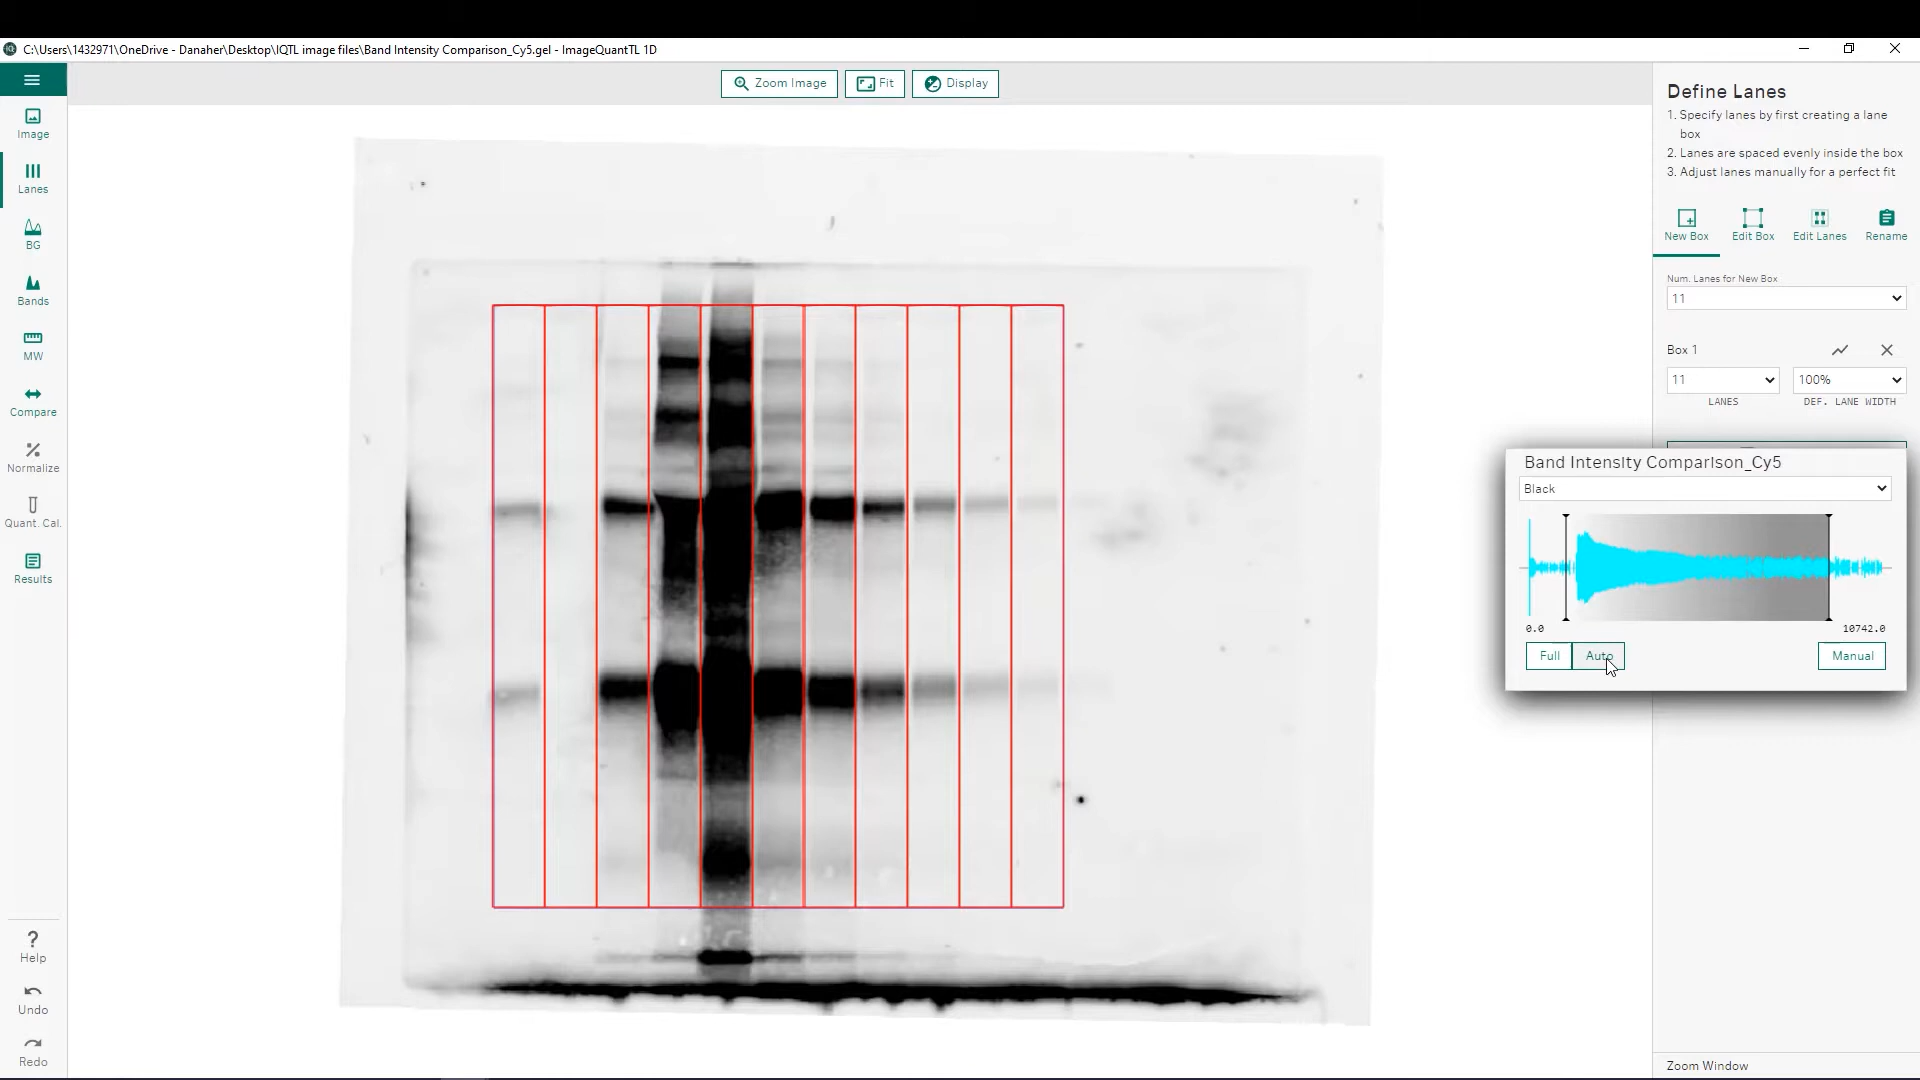 C:\Users\1432971\OneDrive - Danaher\Desktop\IQTL image files\Band Intensity Comparison_Cy5.gel - ImageQuantTL 1D
Zoom Image
Fit
Display
Image
Lanes
BG
Bands
MW
Compare
Normalize
Quant. Cal.
Results
Help
Undo
Redo
Define Lanes
1. Specify lanes by first creating a lane
box
2. Lanes are spaced evenly inside the box
3. Adjust lanes manually for a perfect fit
New Box
Edit Box
Edit Lanes
Rename
Num. Lanes for New Box
11
Box 1
11
100%
LANES
DEF. LANE WIDTH
Band Intensity Comparison_Cy5
Black
0.0
10742.0
Full
Auto
Manual
Zoom Window